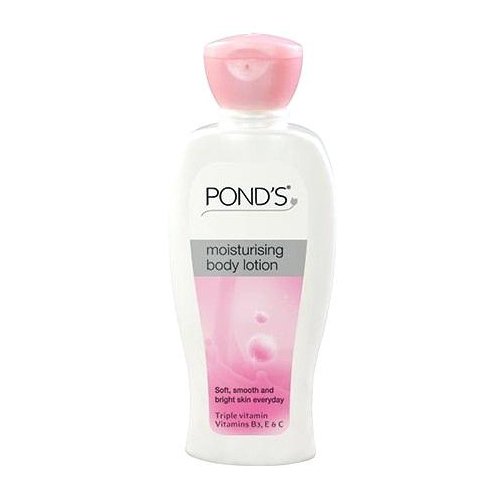 POND'S®
moisturising
body lotion
Soft, smooth and
bright skin everyday
Triple vitamin
Vitamins B3, E & C